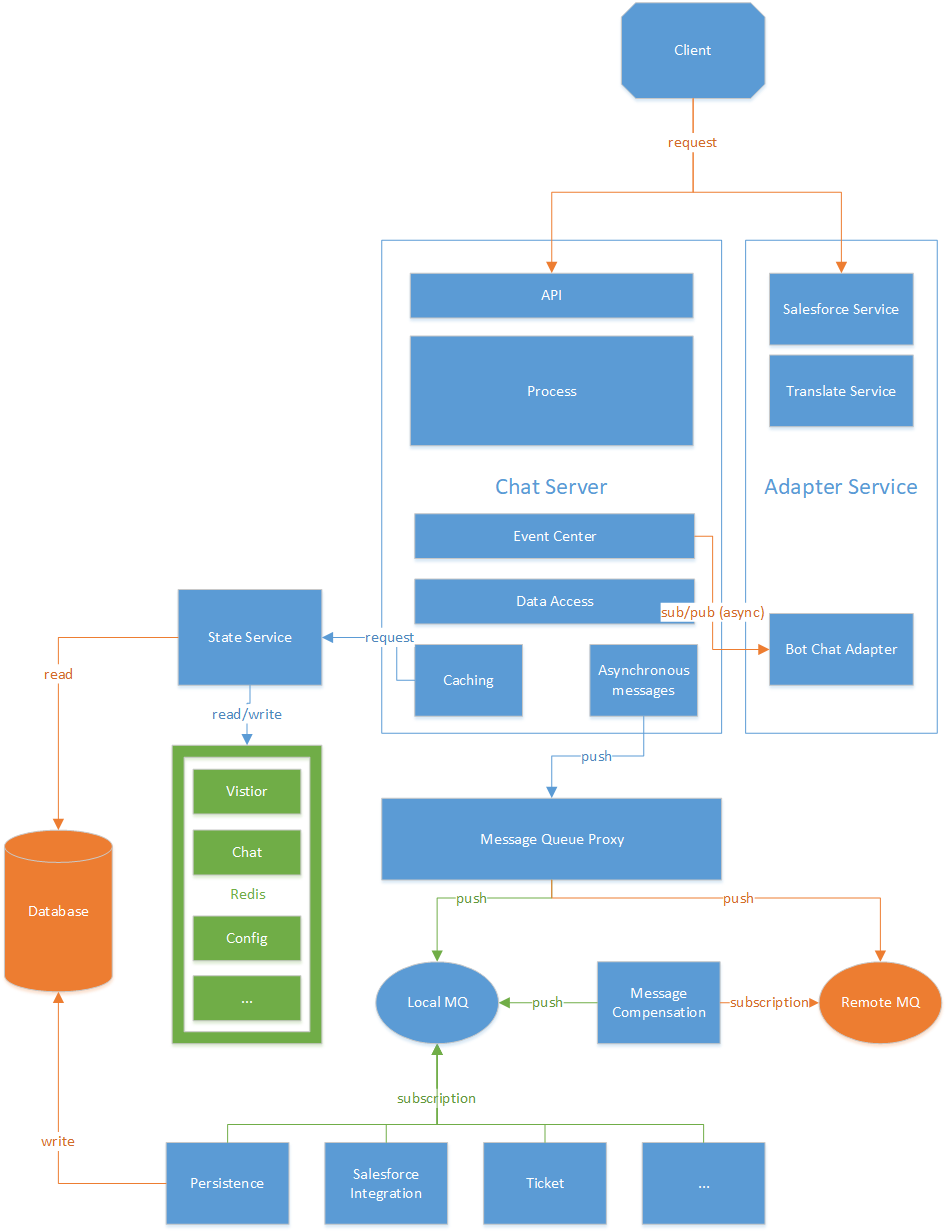 Client
request
API
Salesforce Service
Process
Translate Service
Chat Server
Adapter Service
Event Center
Data Access
sub/pub (async)
State Service
request
Bot Chat Adapter
read
Caching
Asynchronous
messages
read/write
push
Vistior
Message Queue Proxy
Chat
Redis
push
push
Database
Config
...
Local MQ
push
Message
Compensation
subscription
Remote MQ
subscription
write
Persistence
Salesforce
Integration
Ticket
...